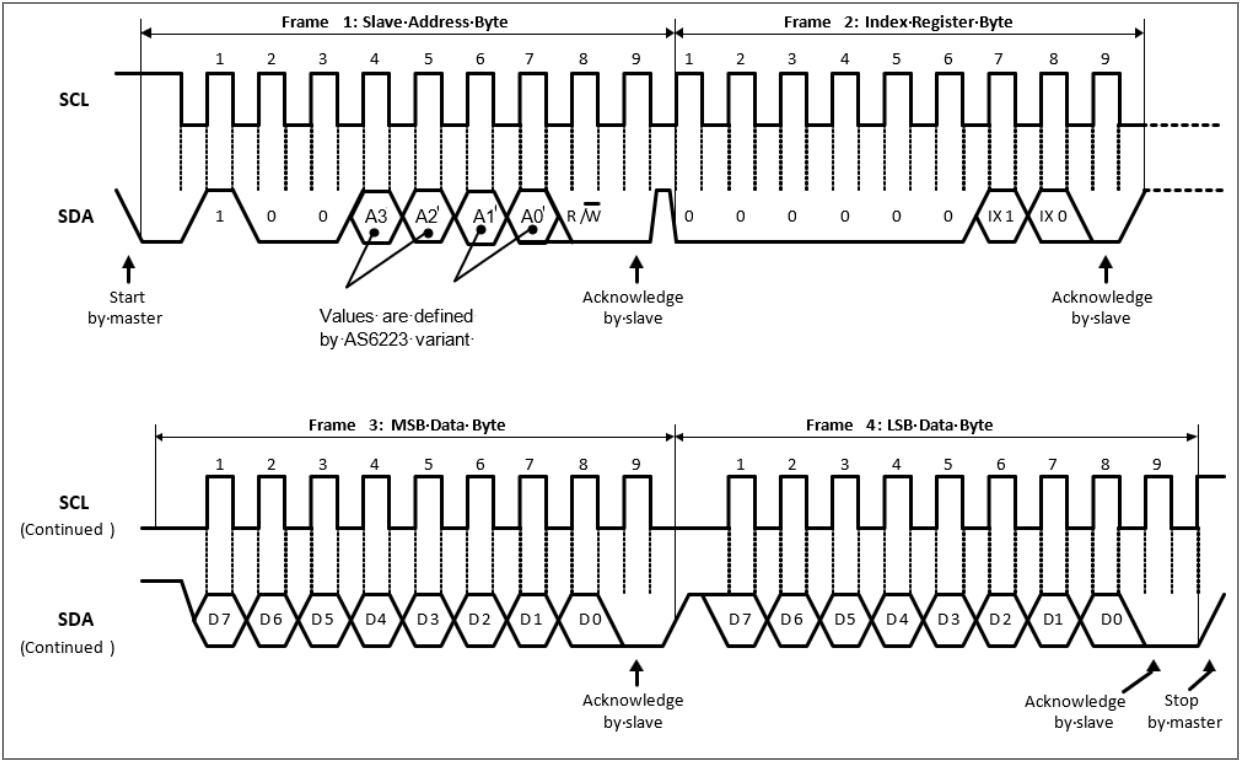 Frame 1: Slave·Address·Byte
Frame 2: Index·Register·Byte
1 2 3 4 5 6 7 8 9 1 2 3 4 5 6 7 8 9
SCL
SDA
1 0 0 A3 A2' A1' A0' R/W 0 0 0 0 0 0 IX 1 IX 0
Start
by·master
Values· are· defined
by· AS6223· variant·
Acknowledge
by·slave
Acknowledge
by·slave
Frame 3: MSB·Data·Byte
Frame 4: LSB·Data·Byte
1 2 3 4 5 6 7 8 9 1 2 3 4 5 6 7 8 9
SCL
(Continued )
SDA
(Continued )
D7 D6 D5 D4 D3 D2 D1 D0 D7 D6 D5 D4 D3 D2 D1 D0
Acknowledge
by·slave
Acknowledge
by·slave
Stop
by·master